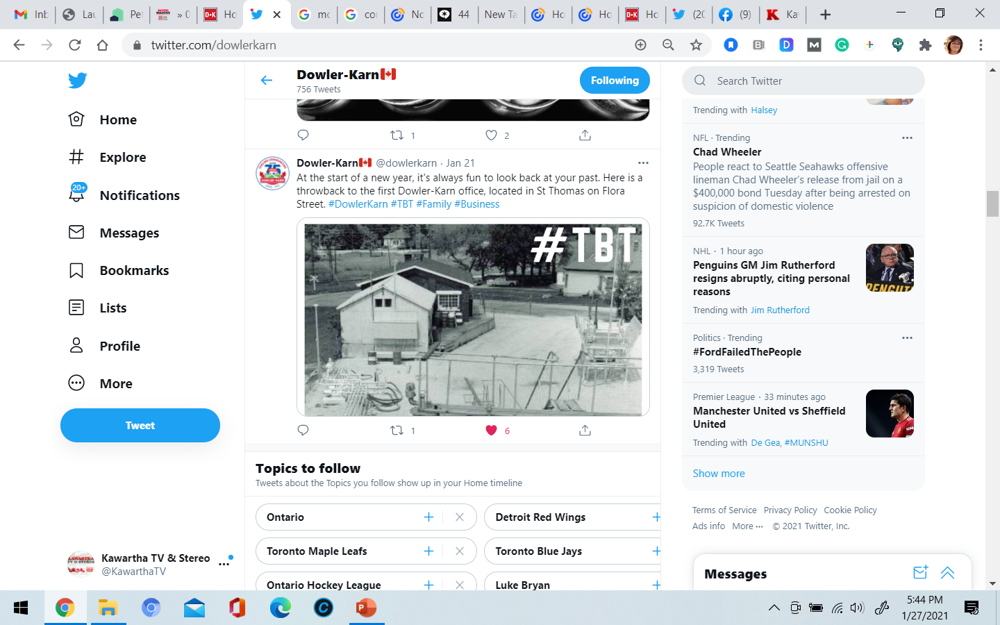 Inb
Lau
Pet
» 0
Ho
mo
co
No
44
New Ta
Ho
Ho
Ho
(20
(9)
Ka
twitter.com/dowlerkarn
Home
Explore
20+
Notifications
Messages
Bookmarks
Lists
Profile
More
Tweet
Kawartha TV & Stereo
@KawarthaTV
Dowler-Karn
756 Tweets
Following
1
2
Dowler-Karn @dowlerkarn · Jan 21
At the start of a new year, it's always fun to look back at your past. Here is a
throwback to the first Dowler-Karn office, located in St Thomas on Flora
Street. #DowlerKarn #TBT #Family #Business
#TBT
1
6
Topics to follow
Tweets about the Topics you follow show up in your Home timeline
Ontario
Detroit Red Wings
Toronto Maple Leafs
Toronto Blue Jays
Ontario Hockey League
Luke Bryan
Search Twitter
Trending with Halsey
NFL · Trending
Chad Wheeler
People react to Seattle Seahawks offensive
lineman Chad Wheeler's release from jail on a
$400,000 bond Tuesday after being arrested on
suspicion of domestic violence
92.7K Tweets
NHL · 1 hour ago
Penguins GM Jim Rutherford
resigns abruptly, citing personal
reasons
Trending with Jim Rutherford
Politics · Trending
#FordFailedThePeople
3,319 Tweets
Premier League · 33 minutes ago
Manchester United vs Sheffield
United
Trending with De Gea, #MUNSHU
Show more
Terms of Service Privacy Policy Cookie Policy
Ads info More ··· © 2021 Twitter, Inc.
Messages
5:44 PM
1/27/2021